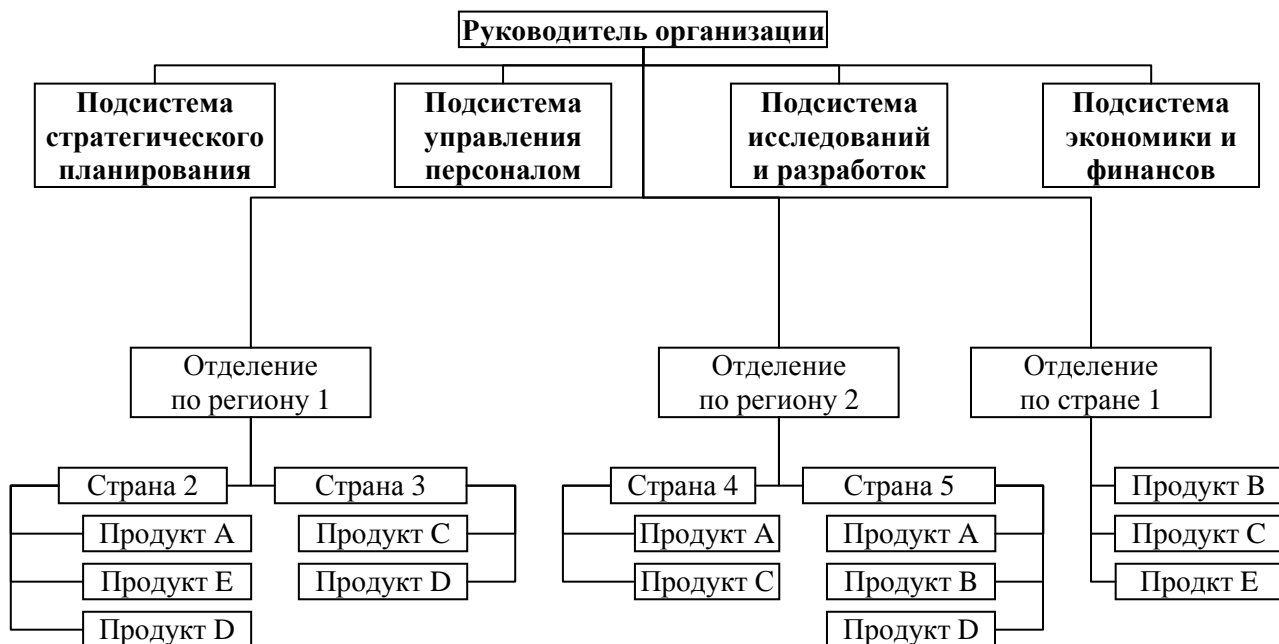 Руководитель организации
Подсистема
стратегического
планирования
Подсистема
управления
персоналом
Подсистема
исследований
и разработок
Подсистема
экономики и
финансов
Отделение
по региону 1
Отделение
по региону 2
Отделение
по стране 1
Страна 2
Продукт A
Продукт E
Продукт D
Страна 3
Продукт C
Продукт D
Страна 4
Продукт A
Продукт C
Страна 5
Продукт A
Продукт B
Продукт D
Продукт B
Продукт C
Продкт E